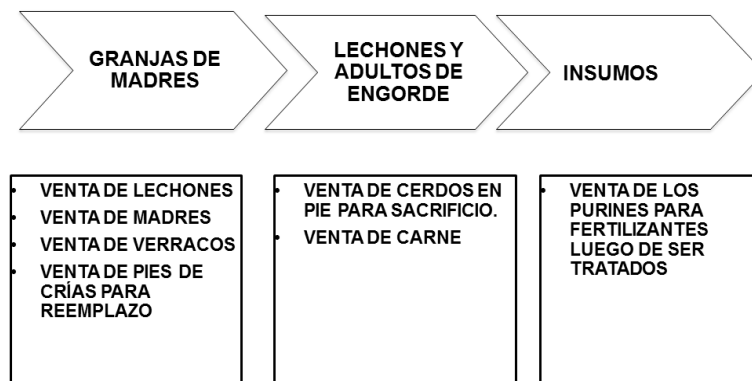 GRANJAS DE
MADRES
LECHONES Y
ADULTOS DE
ENGORDE
INSUMOS
• VENTA DE LECHONES
• VENTA DE MADRES
• VENTA DE VERRACOS
• VENTA DE PIES DE
CRÍAS PARA
REEMPLAZO
• VENTA DE CERDOS EN
PIE PARA SACRIFICIO.
• VENTA DE CARNE
• VENTA DE LOS
PURINES PARA
FERTILIZANTES
LUEGO DE SER
TRATADOS